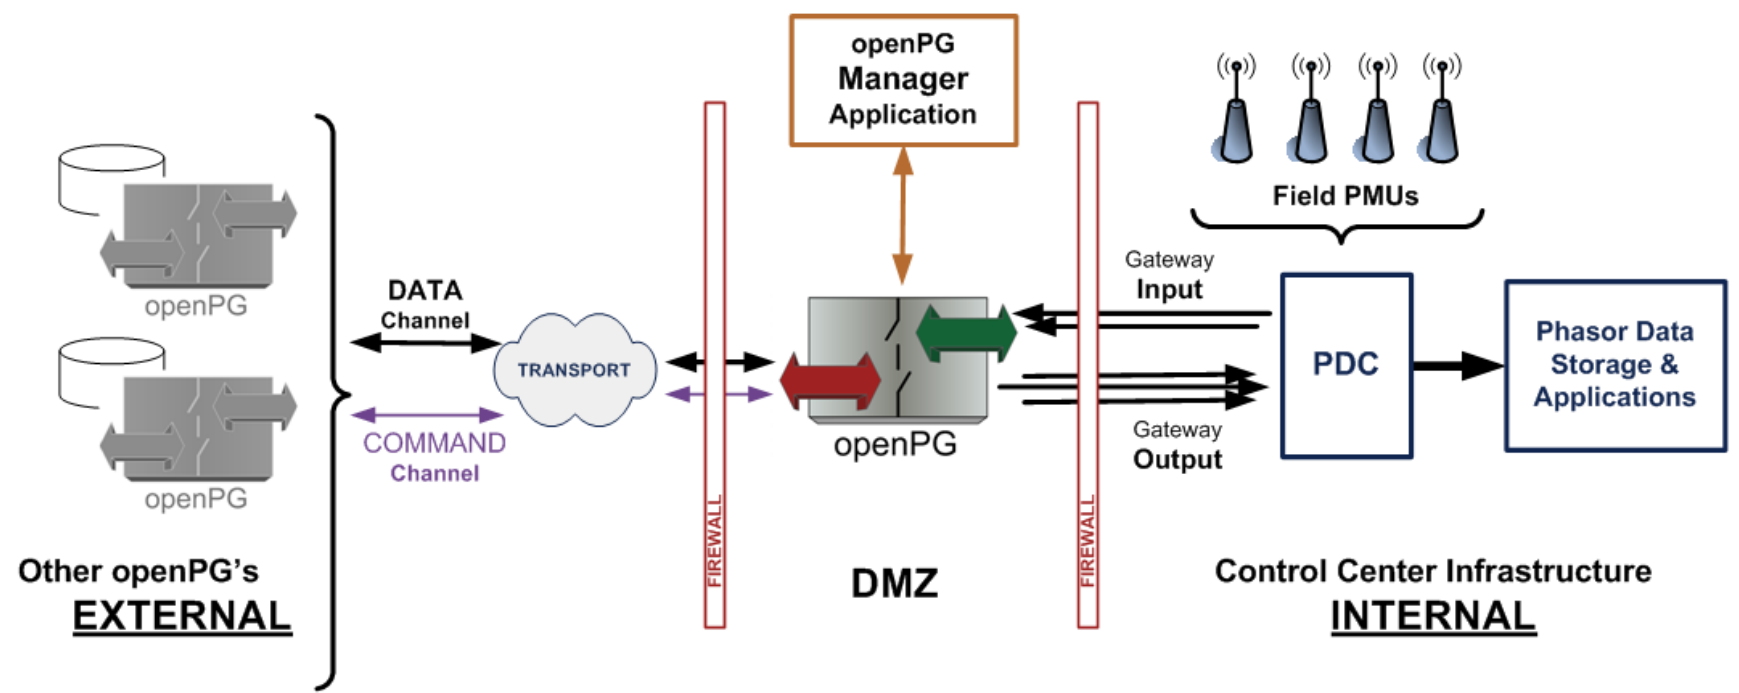 openPG
Manager
Application
Field PMUs
openPG
openPG
DATA
Channel
TRANSPORT
COMMAND
Channel
FIREWALL
openPG
FIREWALL
Gateway
Input
Gateway
Output
PDC
Phasor Data
Storage &
Applications
Other openPG's
EXTERNAL
DMZ
Control Center Infrastructure
INTERNAL